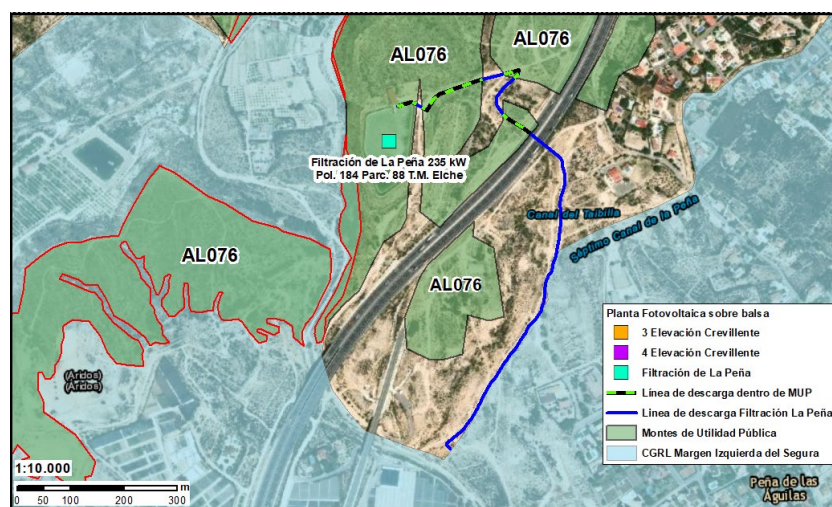 AL076
AL076
Filtración de La Peña 235 kW
Pol. 184 Parc. 88 T.M. Elche
Canal del Taibilla
Séptimo Canal de la Peña
AL076
AL076
(Áridos)
(Áridos)
Planta Fotovoltaica sobre balsa
3 Elevación Crevillente
4 Elevación Crevillente
Filtración de La Peña
Línea de descarga dentro de MUP
Línea de descarga Filtración La Peña
Montes de Utilidad Pública
CGRL Margen Izquierda del Segura
1:10.000
0 50 100 200 300 m
Peña de las
Águilas